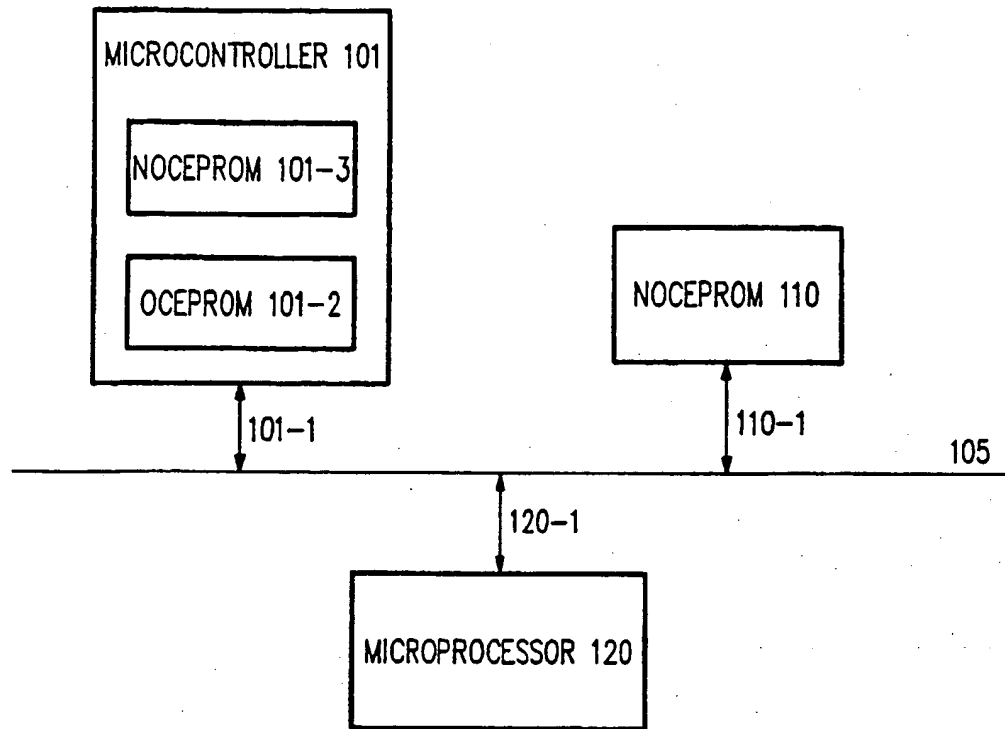 MICROCONTROLLER 101
NOCEPROM 101-3
OCEPROM 101-2
NOCEPROM 110
101-1
110-1
105
120-1
MICROPROCESSOR 120